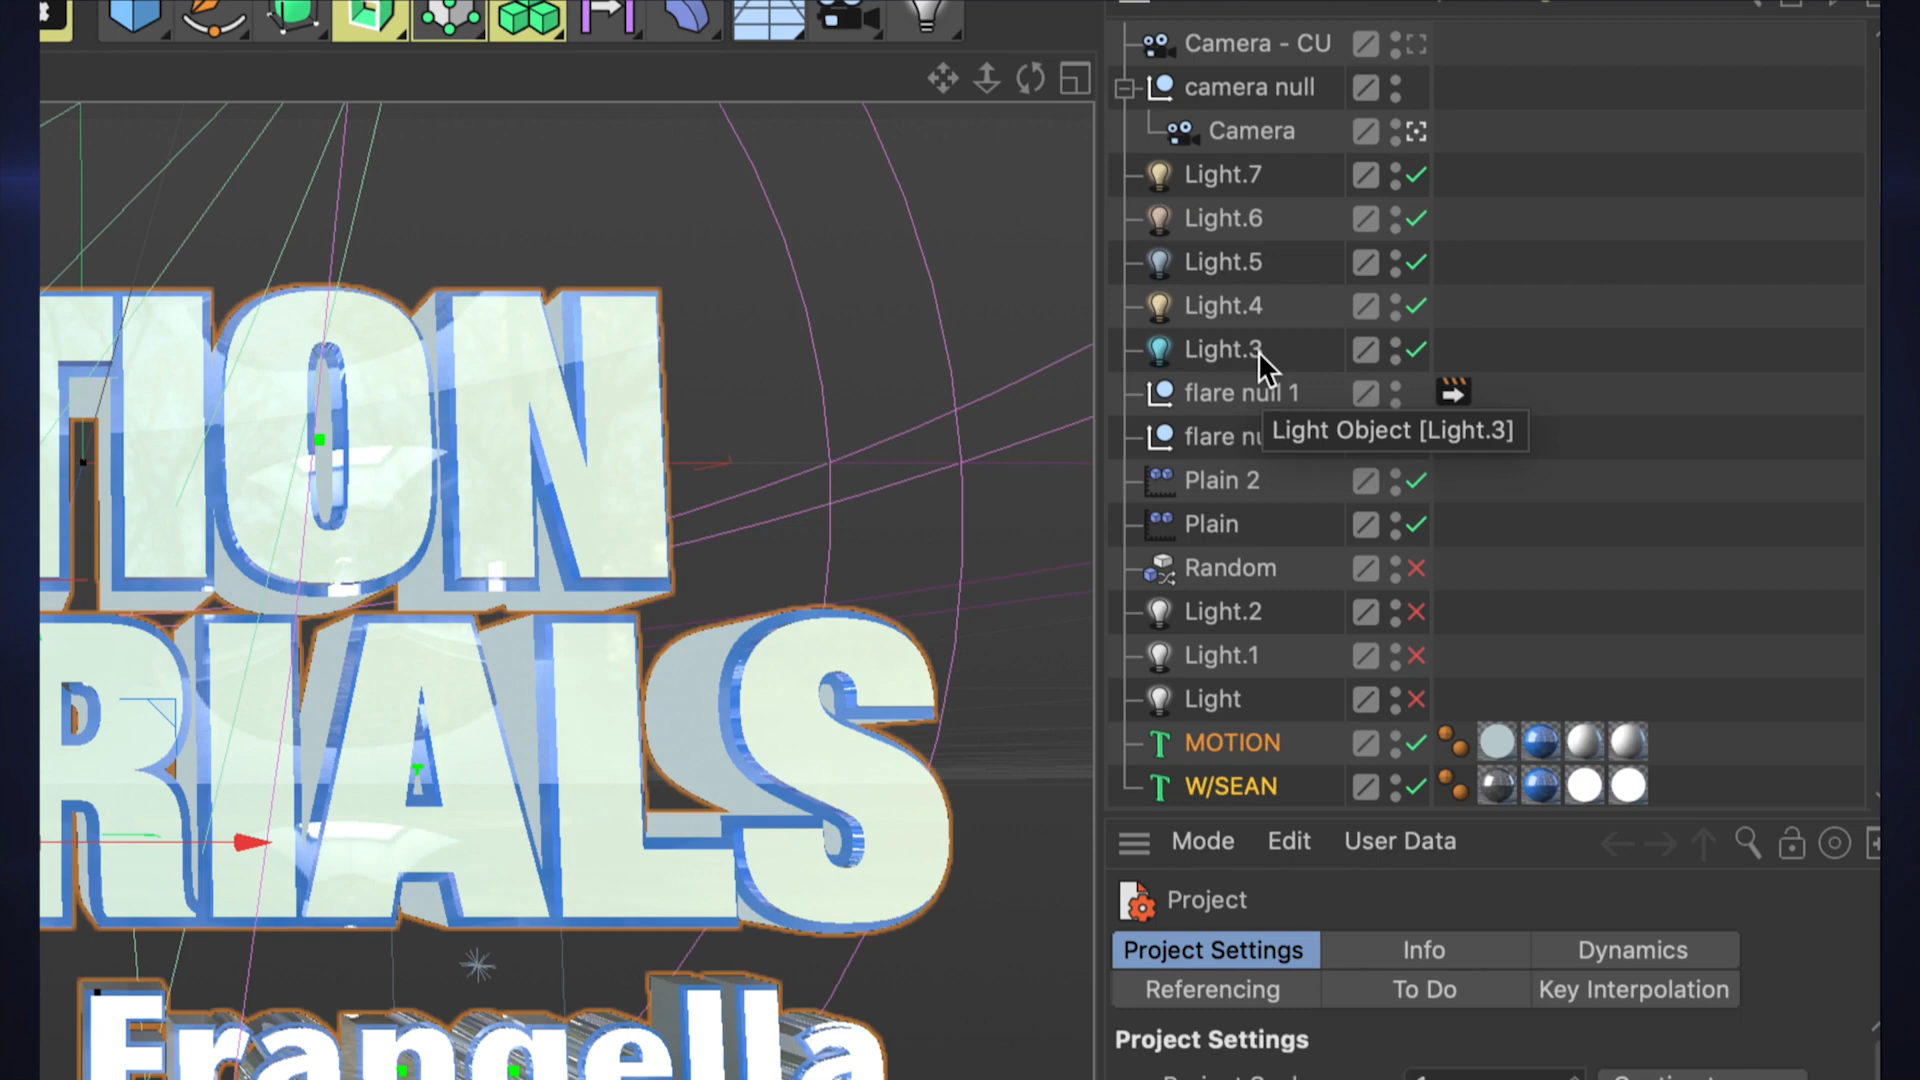 Camera - CU
camera null
Camera
Light.7
Light.6
Light.5
Light.4
Light.3
flare null 1
flare nu
Light Object [Light.3]
Plain 2
Plain
Random
Light.2
Light.1
Light
MOTION
W/SEAN
TION
RIALS
Frangella
Mode Edit User Data
Project
Project Settings Info Dynamics
Referencing To Do Key Interpolation
Project Settings